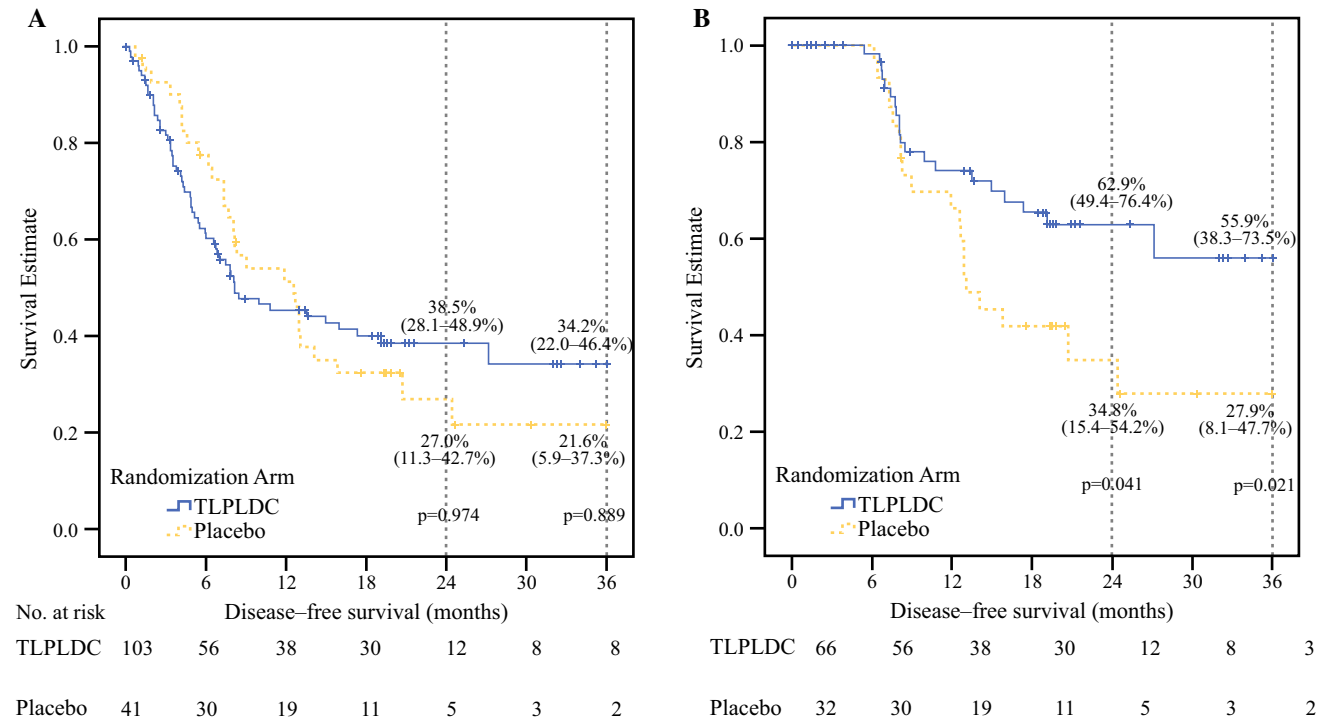 A
1.0
0.8
0.6
0.4
0.2
0.0
Survival Estimate
38.5%
(28.1–48.9%)
34.2%
(22.0–46.4%)
27.0%
(11.3–42.7%)
21.6%
(5.9–37.3%)
Randomization Arm
TLPLDC
Placebo
p=0.974
p=0.889
0 6 12 18 24 30 36
Disease–free survival (months)
No. at risk
TLPLDC 103 56 38 30 12 8 8
Placebo 41 30 19 11 5 3 2
B
1.0
0.8
0.6
0.4
0.2
0.0
Survival Estimate
62.9%
(49.4–76.4%)
55.9%
(38.3–73.5%)
34.8%
(15.4–54.2%)
27.9%
(8.1–47.7%)
Randomization Arm
TLPLDC
Placebo
p=0.041
p=0.021
0 6 12 18 24 30 36
Disease–free survival (months)
TLPLDC 66 56 38 30 12 8 3
Placebo 32 30 19 11 5 3 2